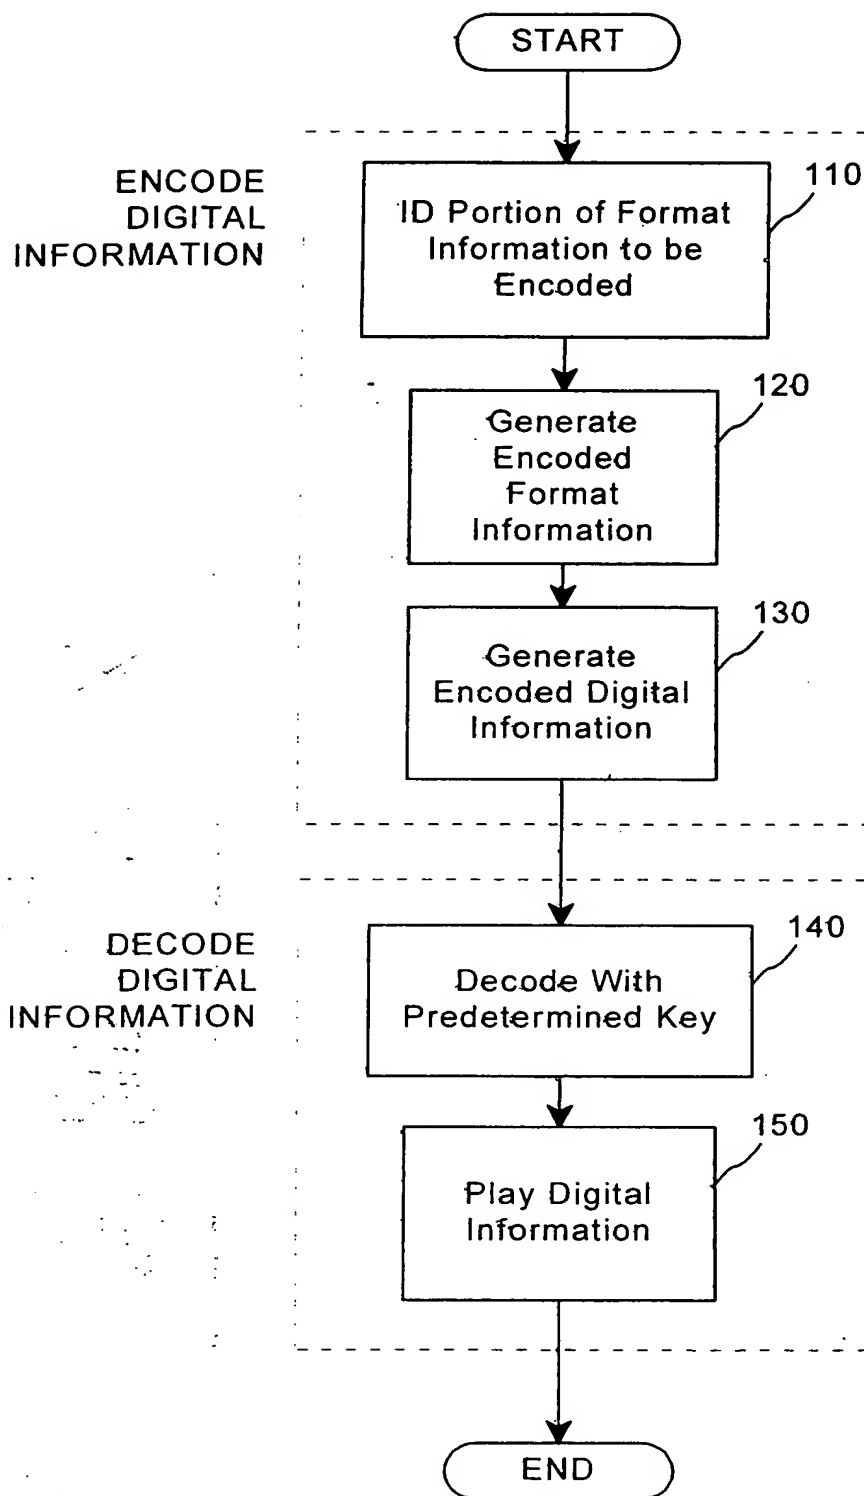 START
ENCODE
DIGITAL
INFORMATION
110
ID Portion of Format
Information to be
Encoded
120
Generate
Encoded
Format
Information
130
Generate
Encoded Digital
Information
DECODE
DIGITAL
INFORMATION
140
Decode With
Predetermined Key
150
Play Digital
Information
END